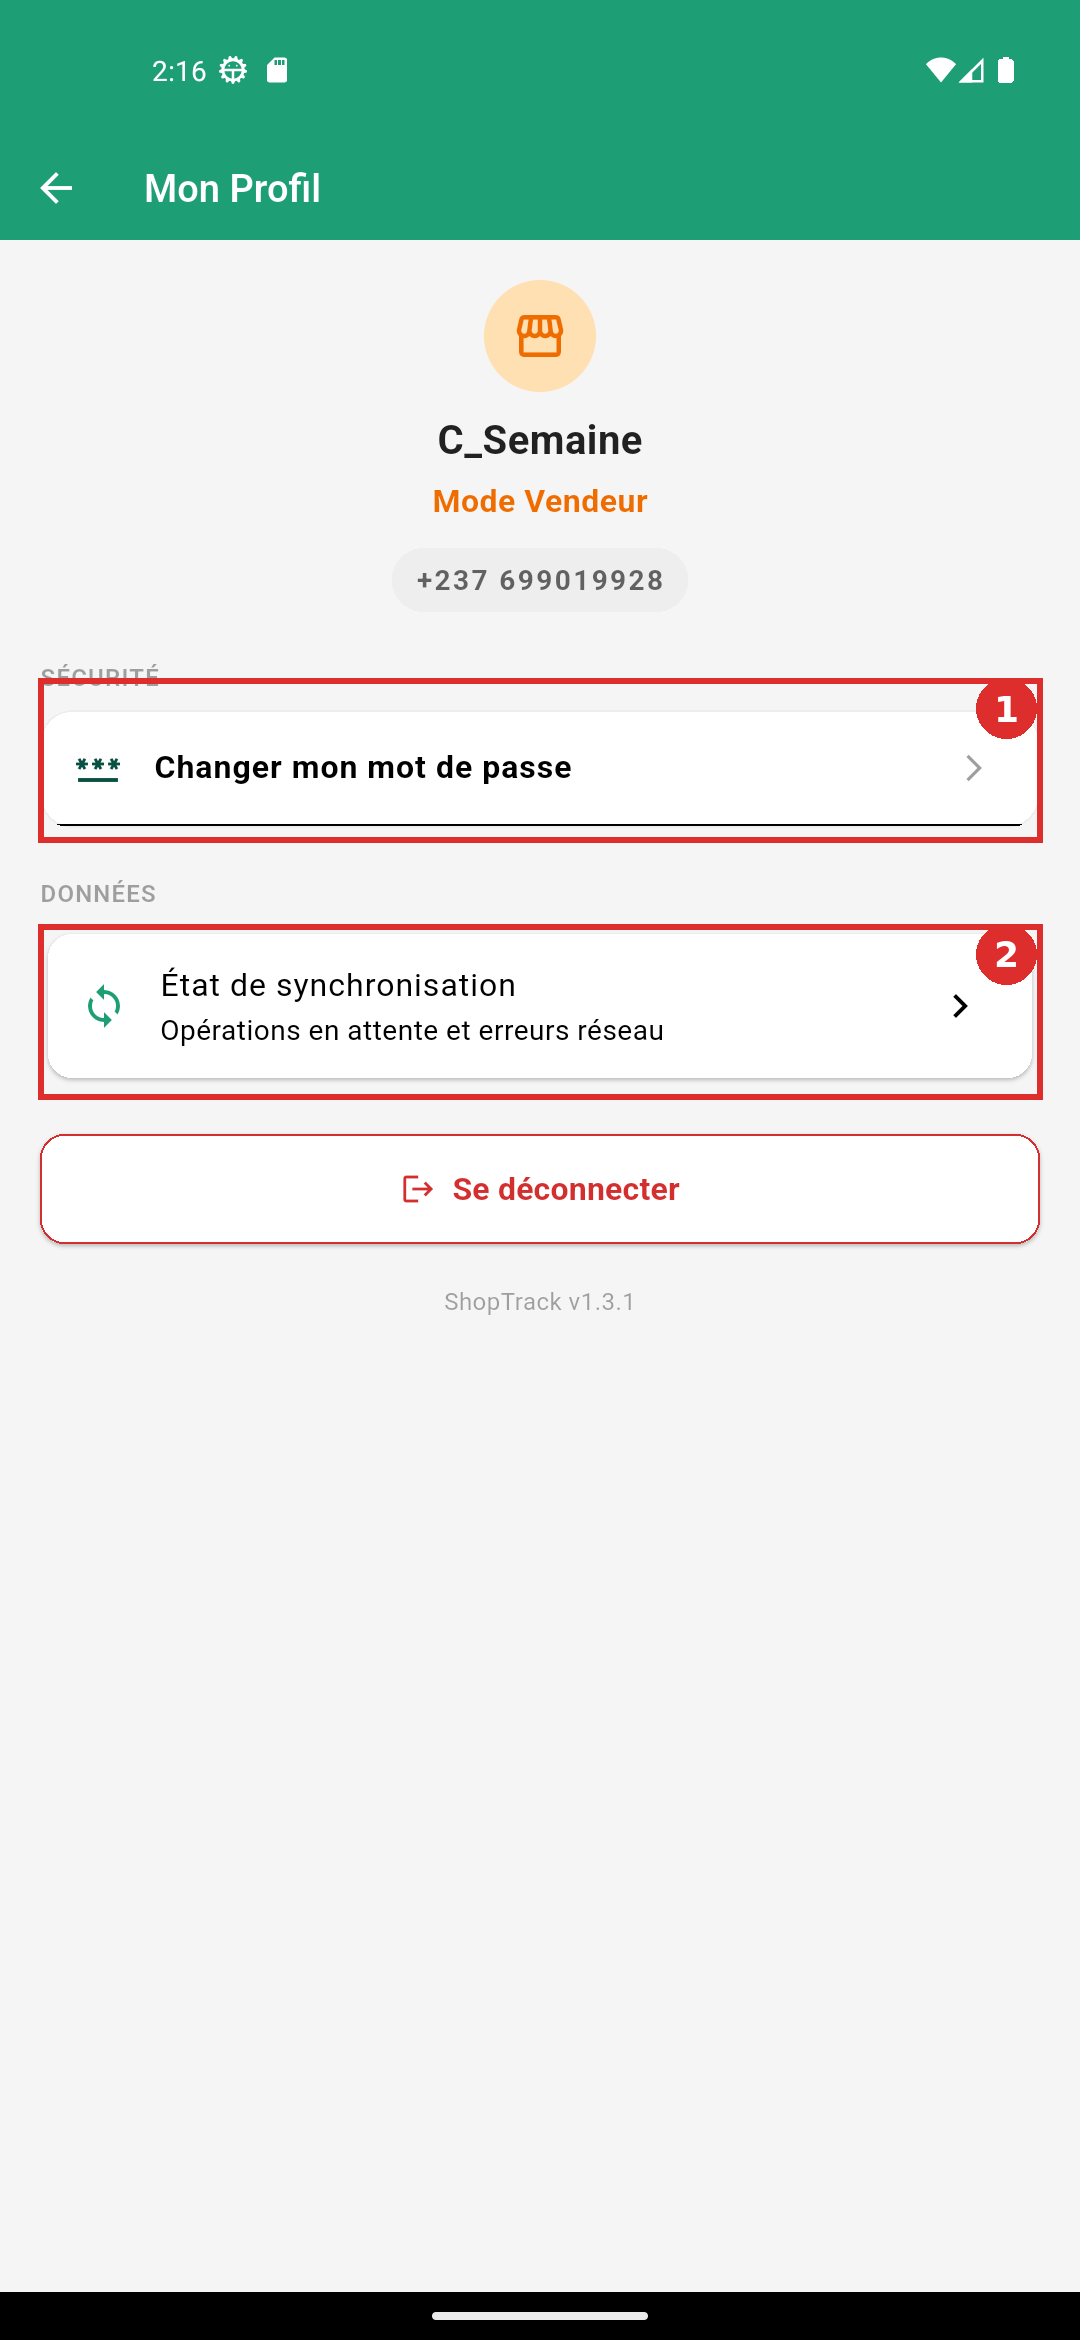 2:16
Mon Profil
C_Semaine
Mode Vendeur
+237 699019928
SÉCURITÉ
1
*** Changer mon mot de passe
DONNÉES
2
État de synchronisation
Opérations en attente et erreurs réseau
Se déconnecter
ShopTrack v1.3.1